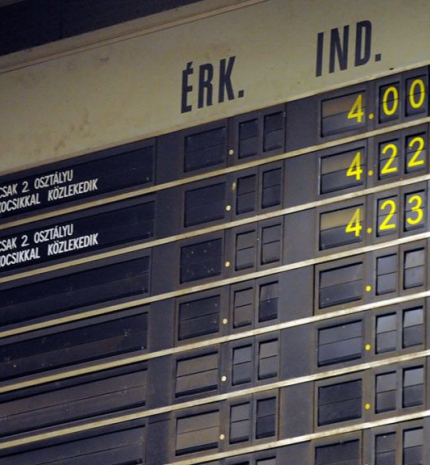 ÉRK. IND.
4.00
CSAK 2 OSZTÁLYU
KOCSIKKAL KÖZLEKEDIK
4.22
CSAK 2 OSZTÁLYU
KOCSIKKAL KÖZLEKEDIK
4.23